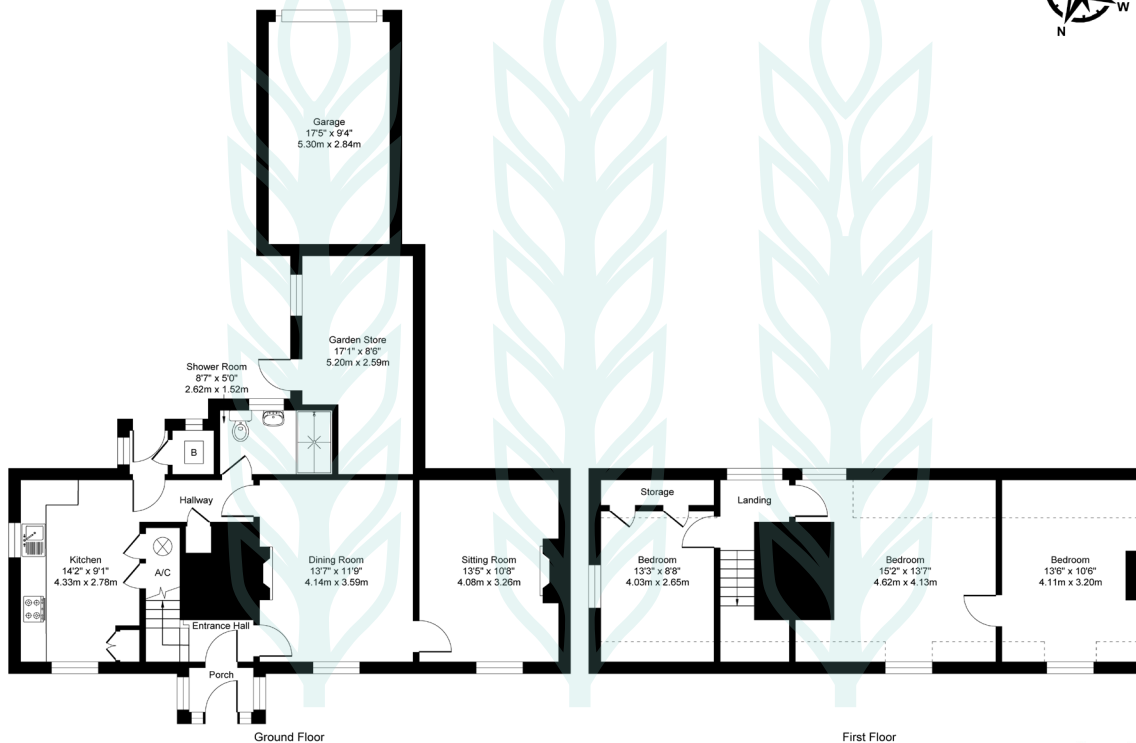 W
N
Garage
17'5" x 9'4"
5.30m x 2.84m
Garden Store
17'1" x 8'6"
5.20m x 2.59m
Shower Room
8'7" x 5'0"
2.62m x 1.52m
B
Hallway
Kitchen
14'2" x 9'1"
4.33m x 2.78m
A/C
Dining Room
13'7" x 11'9"
4.14m x 3.59m
Sitting Room
13'5" x 10'8"
4.08m x 3.26m
Entrance Hall
Porch
Ground Floor
Storage
Landing
Bedroom
13'3" x 8'8"
4.03m x 2.65m
Bedroom
15'2" x 13'7"
4.62m x 4.13m
Bedroom
13'6" x 10'6"
4.11m x 3.20m
First Floor